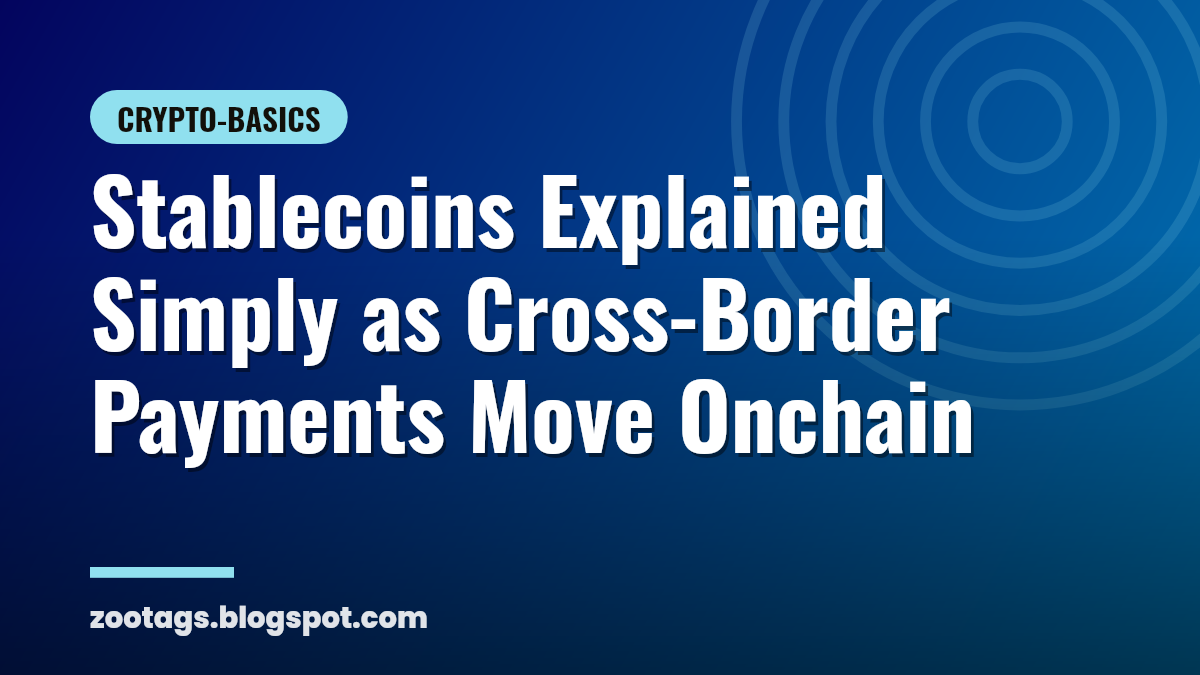 CRYPTO-BASICS
Stablecoins Explained
Simply as Cross-Border
Payments Move Onchain
zootags.blogspot.com